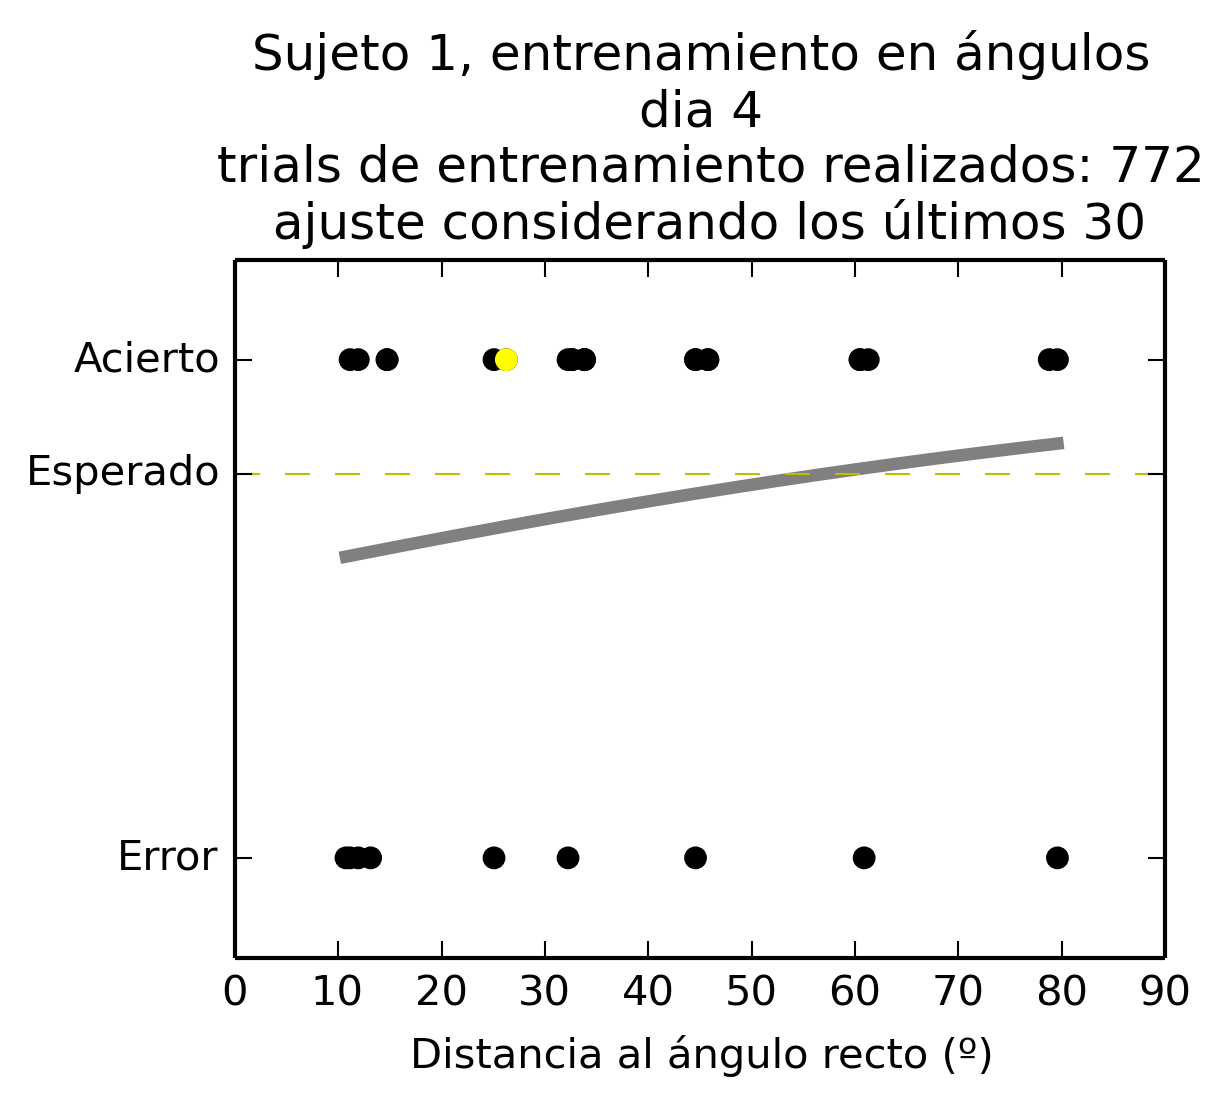 Sujeto 1, entrenamiento en ángulos
dia 4
trials de entrenamiento realizados: 772
ajuste considerando los últimos 30
Acierto
Esperado
Error
0 10 20 30 40 50 60 70 80 90
Distancia al ángulo recto (º)